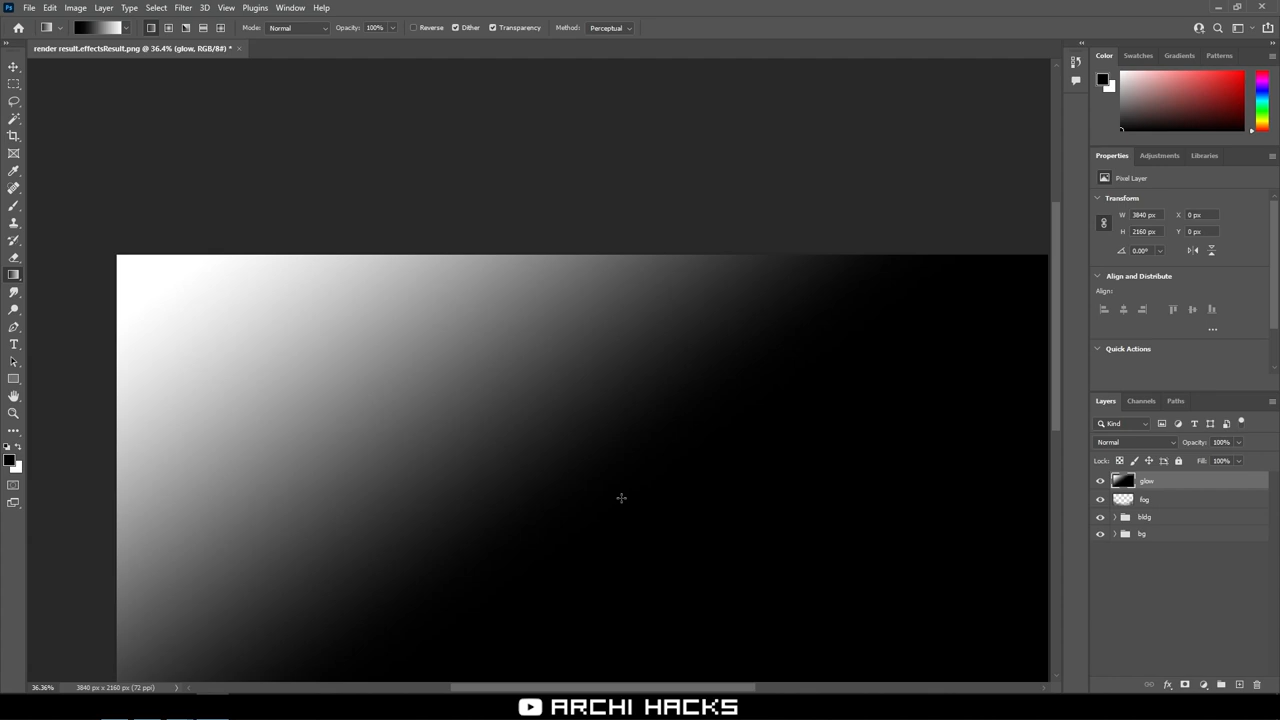 Ps File Edit Image Layer Type Select Filter 3D View Plugins Window Help
Mode: Normal Opacity: 100% Reverse Dither Transparency Method: Perceptual
render result.effectsResult.png @ 36.4% (glow, RGB/8#) * ×
Color Swatches Gradients Patterns
Properties Adjustments Libraries
Pixel Layer
Transform
W 3840 px X 0 px
H 2160 px Y 0 px
0.00°
Align and Distribute
Align:
Quick Actions
Layers Channels Paths
Kind
Normal Opacity: 100%
Lock: Fill: 100%
glow
fog
bldg
bg
36.36% 3840 px x 2160 px (72 ppi)
ARCHI HACKS